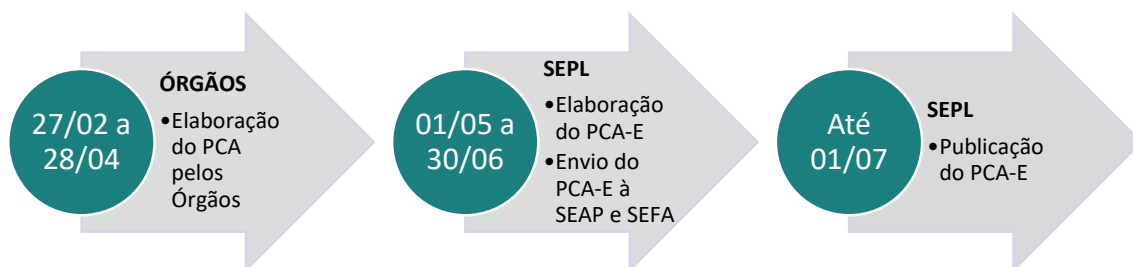 27/02 a
28/04
ÓRGÃOS
•Elaboração
do PCA
pelos
Órgãos
01/05 a
30/06
SEPL
•Elaboração
do PCA-E
•Envio do
PCA-E à
SEAP e SEFA
Até
01/07
SEPL
•Publicação
do PCA-E